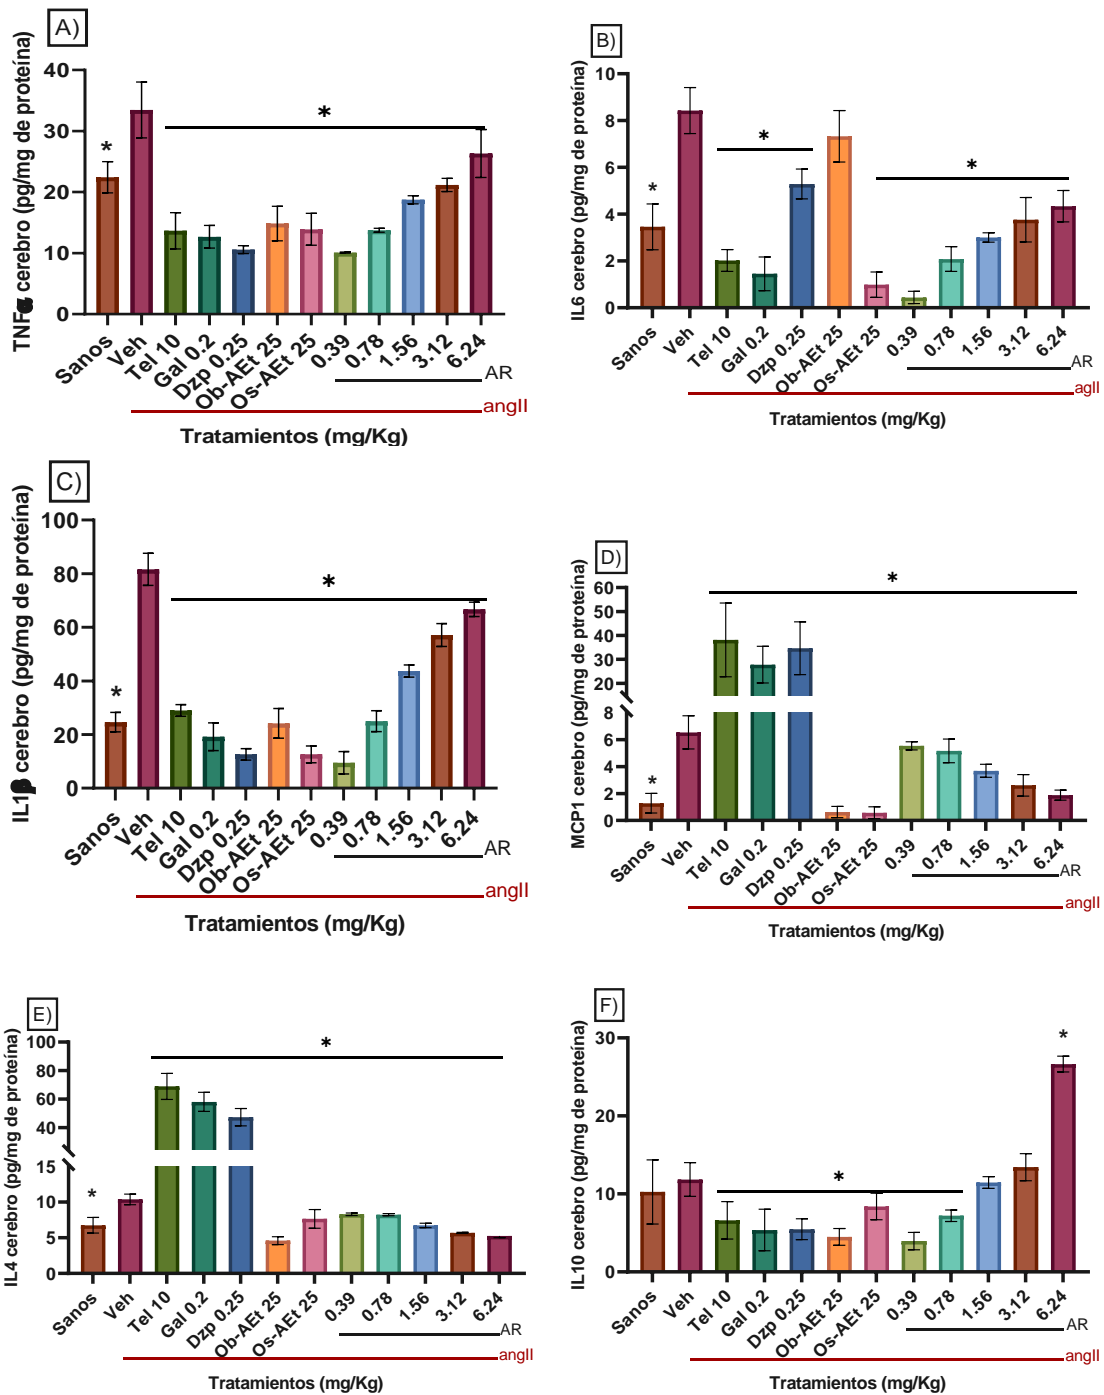 A)
TNFα cerebro (pg/mg de proteína)
40
30
20
10
0
*
*
Sanos
Veh
Tel 10
Gal 0.2
Dzp 0.25
Ob-AEt 25
Os-AEt 25
0.39
0.78
1.56
3.12
6.24
AR
angII
Tratamientos (mg/Kg)
B)
IL6 cerebro (pg/mg de proteína)
10
8
6
4
2
0
*
*
*
Sanos
Veh
Tel 10
Gal 0.2
Dzp 0.25
Ob-AEt 25
Os-AEt 25
0.39
0.78
1.56
3.12
6.24
AR
agII
Tratamientos (mg/Kg)
C)
IL1β cerebro (pg/mg de proteína)
100
80
60
40
20
0
*
*
Sanos
Veh
Tel 10
Gal 0.2
Dzp 0.25
Ob-AEt 25
Os-AEt 25
0.39
0.78
1.56
3.12
6.24
AR
angII
Tratamientos (mg/Kg)
D)
MCP1 cerebro (pg/mg de ptroteína)
60
50
40
30
20
8
6
4
2
0
*
*
Sanos
Veh
Tel 10
Gal 0.2
Dzp 0.25
Ob-AEt 25
Os-AEt 25
0.39
0.78
1.56
3.12
6.24
AR
angII
Tratamientos (mg/Kg)
E)
IL4 cerebro (pg/mg de proteína)
100
80
60
40
15
10
5
0
*
*
Sanos
Veh
Tel 10
Gal 0.2
Dzp 0.25
Ob-AEt 25
Os-AEt 25
0.39
0.78
1.56
3.12
6.24
AR
angII
Tratamientos (mg/Kg)
F)
IL10 cerebro (pg/mg de proteína)
30
20
10
0
*
*
Sanos
Veh
Tel 10
Gal 0.2
Dzp 0.25
Ob-AEt 25
Os-AEt 25
0.39
0.78
1.56
3.12
6.24
AR
angII
Tratamientos (mg/Kg)